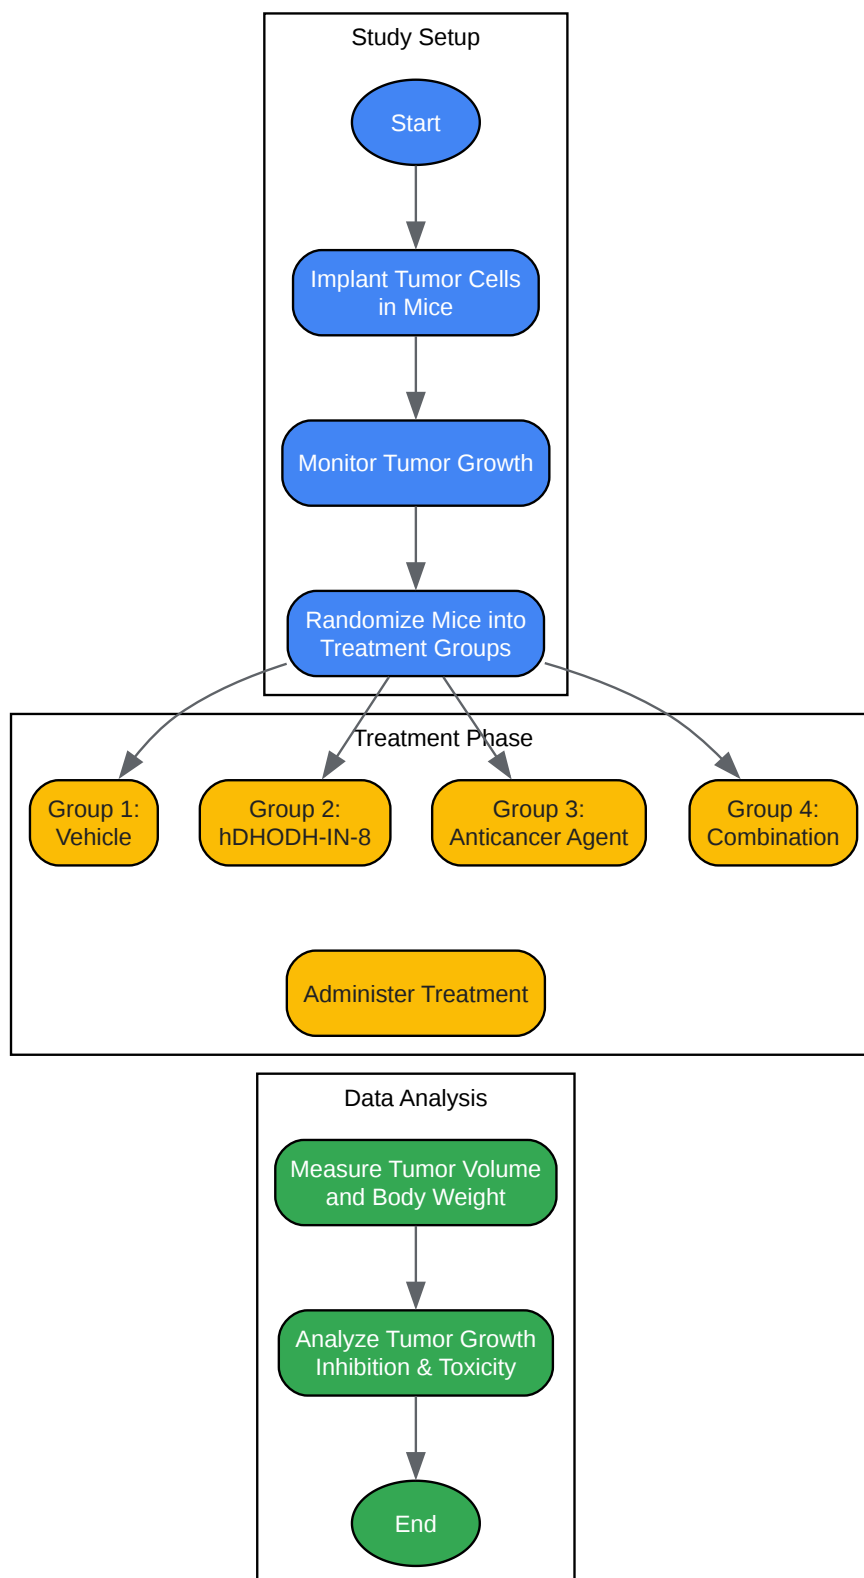 Study Setup
Start
Implant Tumor Cells
in Mice
Monitor Tumor Growth
Randomize Mice into
Treatment Groups
Treatment Phase
Group 1:
Vehicle
Group 2:
hDHODH-IN-8
Group 3:
Anticancer Agent
Group 4:
Combination
Administer Treatment
Data Analysis
Measure Tumor Volume
and Body Weight
Analyze Tumor Growth
Inhibition & Toxicity
End